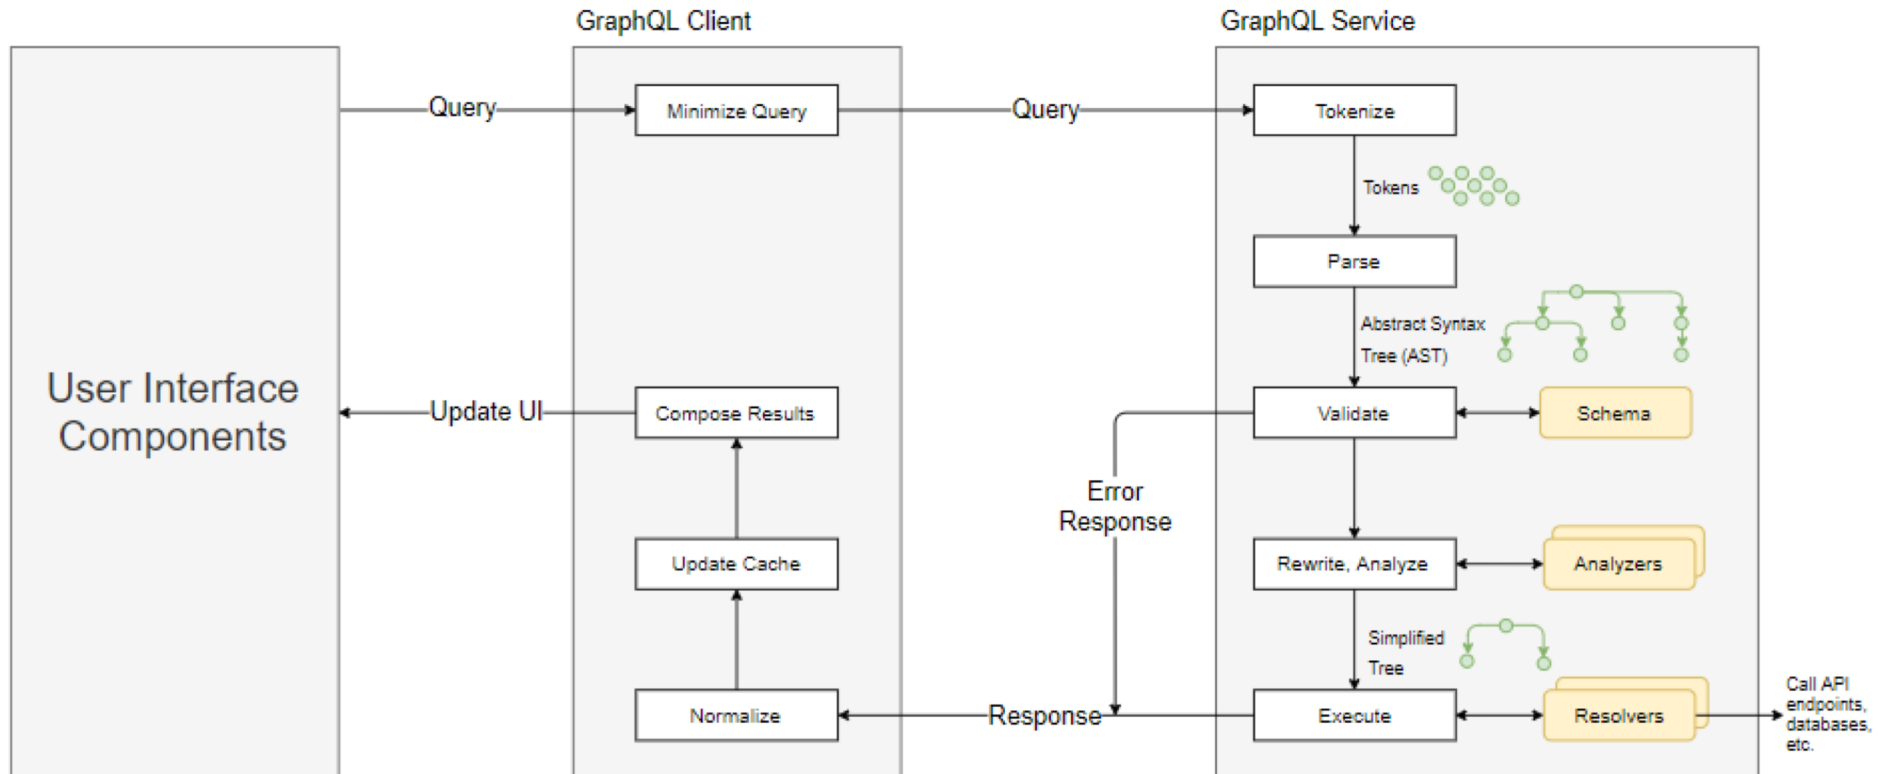 GraphQL Client
GraphQL Service
Query
Minimize Query
Query
Tokenize
Tokens
Parse
Abstract Syntax
Tree (AST)
User Interface
Components
Update UI
Compose Results
Validate
Schema
Error
Response
Update Cache
Rewrite, Analyze
Analyzers
Simplified
Tree
Normalize
Response
Execute
Resolvers
Call API
endpoints,
databases,
etc.